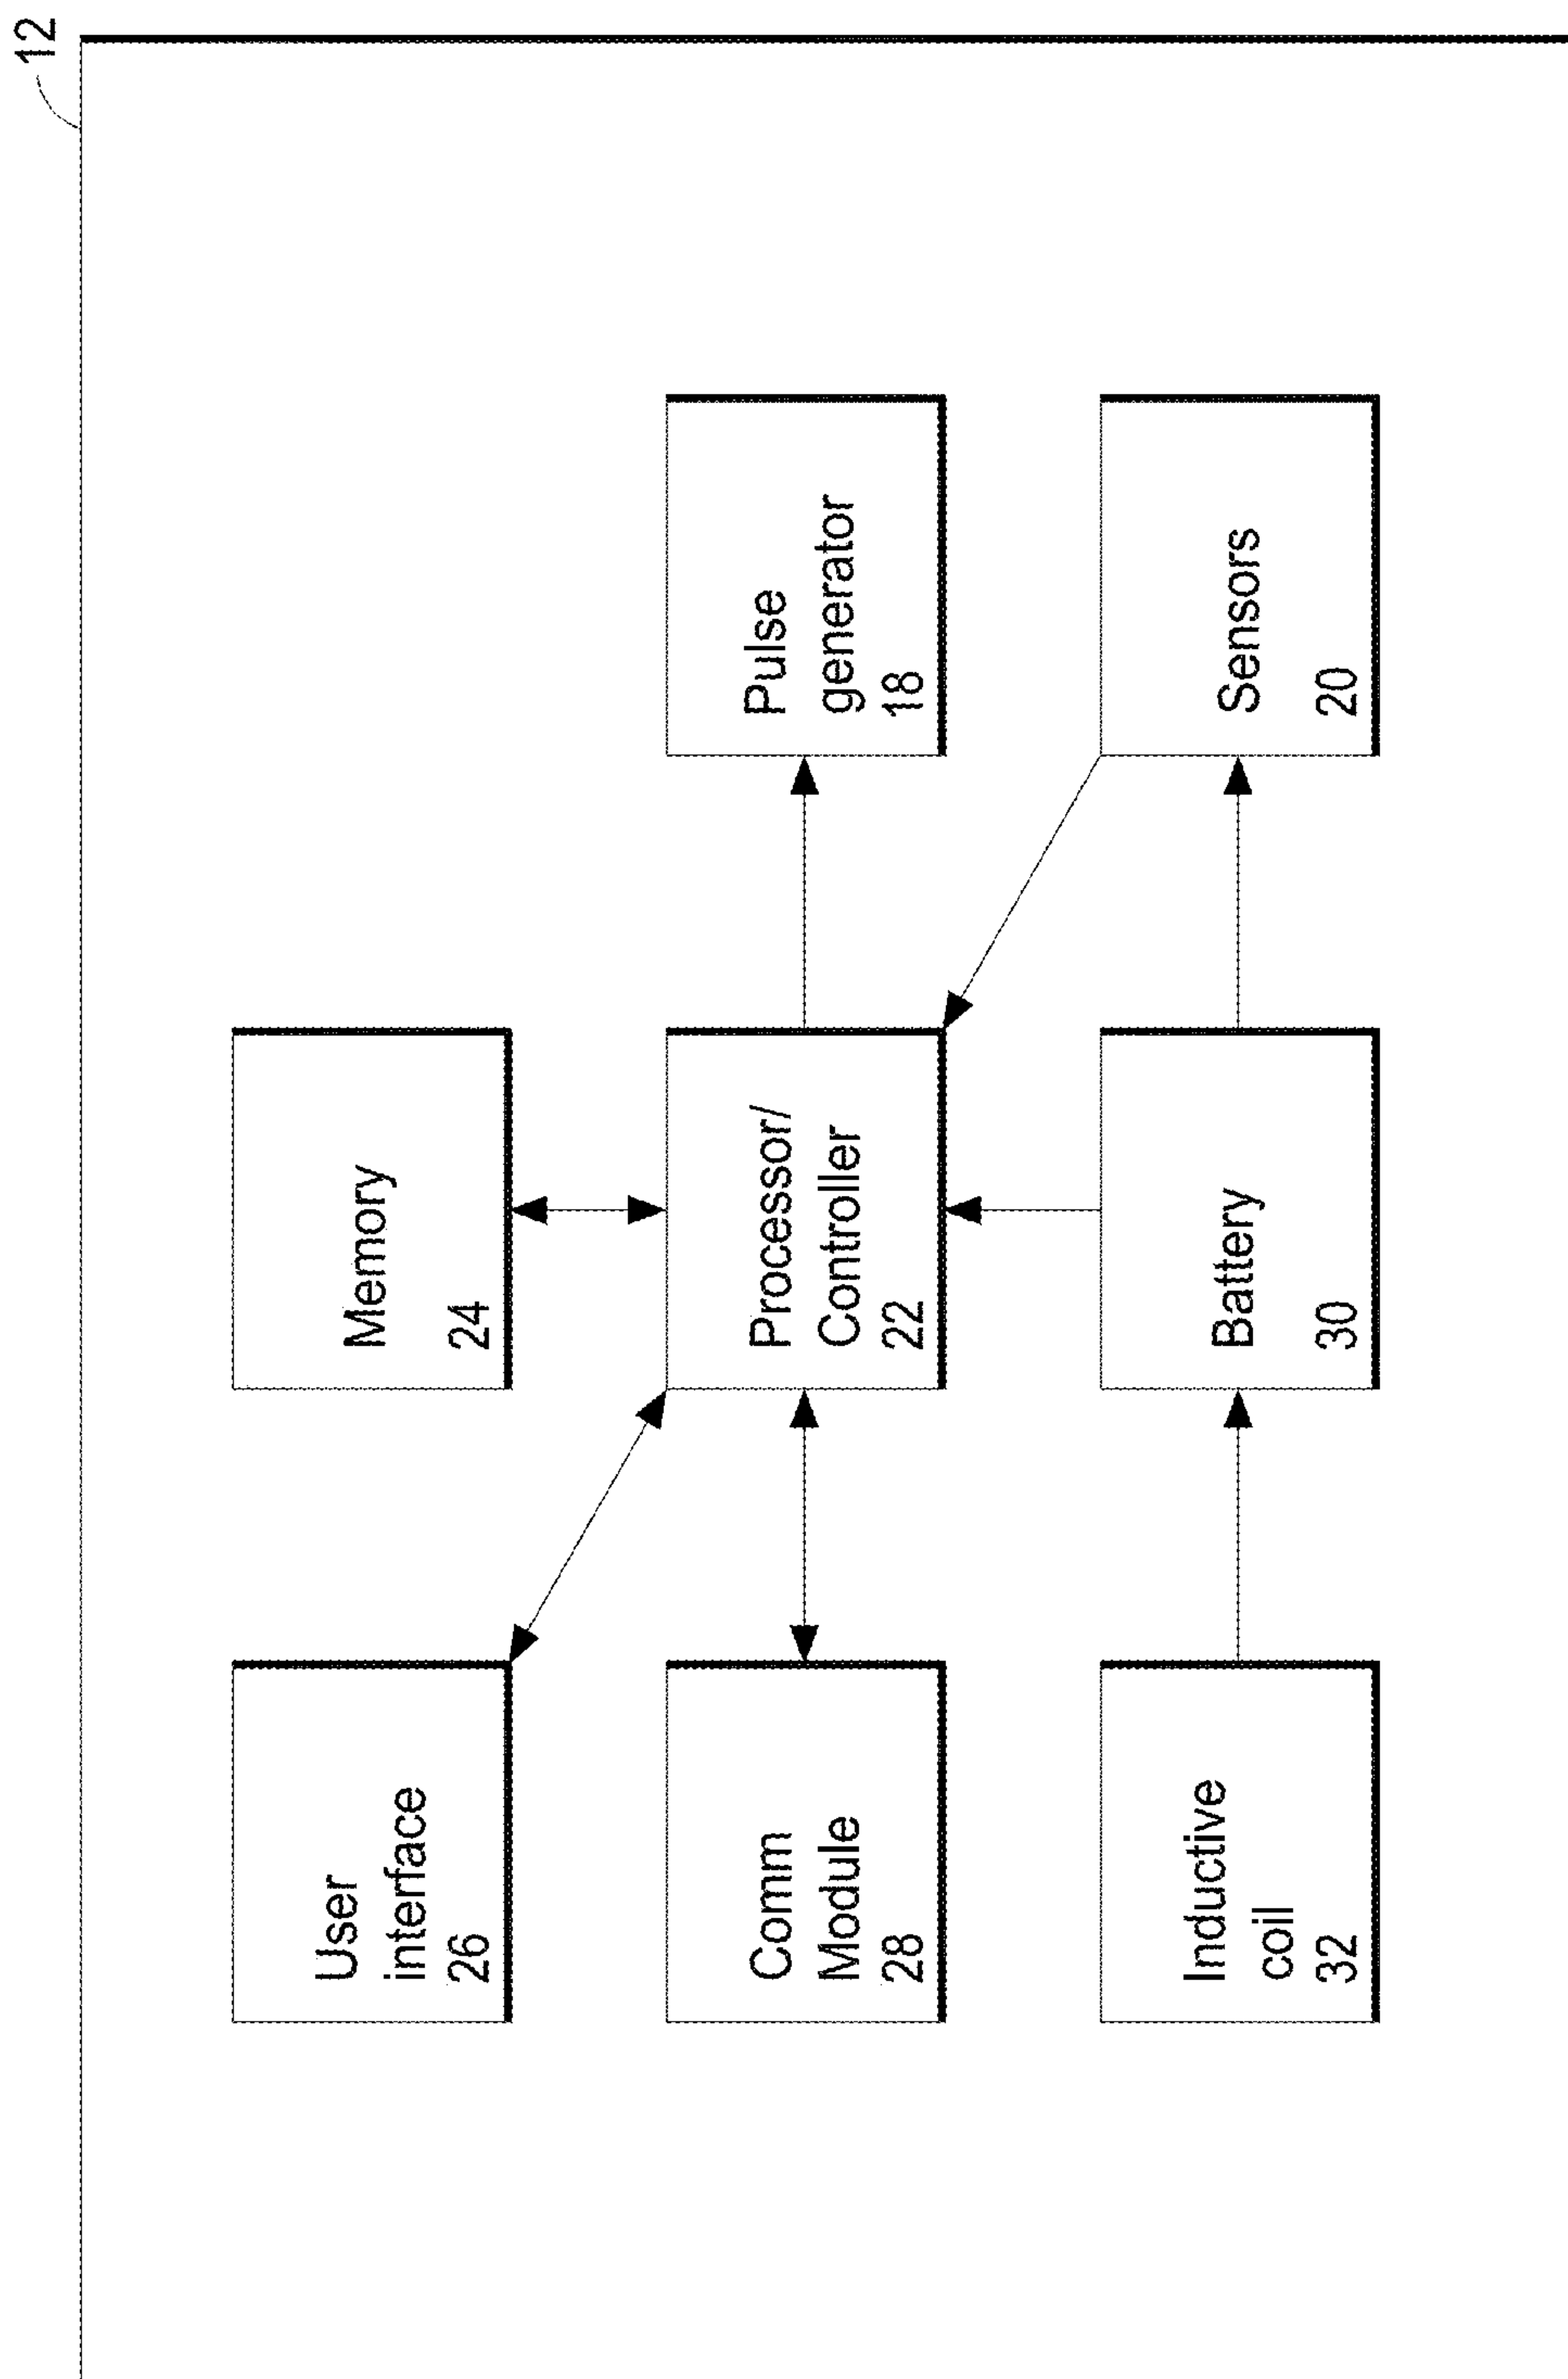 12
User
interface
26
Memory
24
Comm
Module
28
Processor/
Controller
22
Pulse
generator
18
Inductive
coil
32
Battery
30
Sensors
20